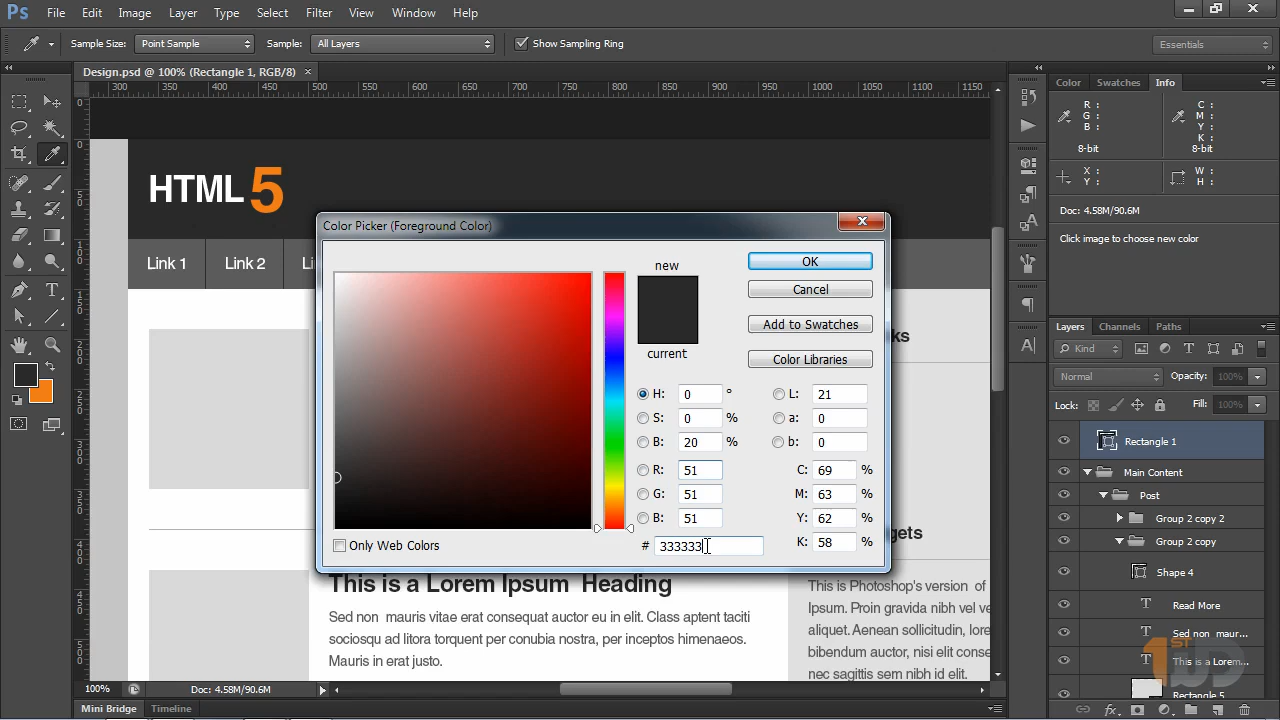 Ps File Edit Image Layer Type Select Filter View Window Help
Sample Size: Point Sample Sample: All Layers Show Sampling Ring Essentials
Design.psd @ 100% (Rectangle 1, RGB/8) ×
300 350 400 450 500 550 600 650 700 750 800 850 900 950 1000 1050 1100 1150
HTML 5
Link 1 Link 2
Color Picker (Foreground Color)
new
current
OK
Cancel
Add to Swatches
Color Libraries
H: 0 ° L: 21
S: 0 % a: 0
B: 20 % b: 0
R: 51 C: 69 %
G: 51 M: 63 %
B: 51 Y: 62 %
# 333333 K: 58 %
Only Web Colors
This is a Lorem Ipsum Heading
Sed non mauris vitae erat consequat auctor eu in elit. Class aptent taciti
sociosqu ad litora torquent per conubia nostra, per inceptos himenaeos.
Mauris in erat justo.
This is Photoshop's version of
Ipsum. Proin gravida nibh vel
aliquet. Aenean sollicitudin,
bibendum auctor, nisi elit
nec sagittis sem nibh id elit.
100% Doc: 4.58M/90.6M
Mini Bridge Timeline
Color Swatches Info
R: C:
G: M:
B: Y:
K:
8-bit 8-bit
X: W:
Y: H:
Doc: 4.58M/90.6M
Click image to choose new color
Layers Channels Paths
Kind
Normal Opacity: 100%
Lock: Fill: 100%
Rectangle 1
Main Content
Post
Group 2 copy 2
Group 2 copy
Shape 4
T Read More
T Sed non maur...
T This is a Lorem...
Rectangle 5
1ST